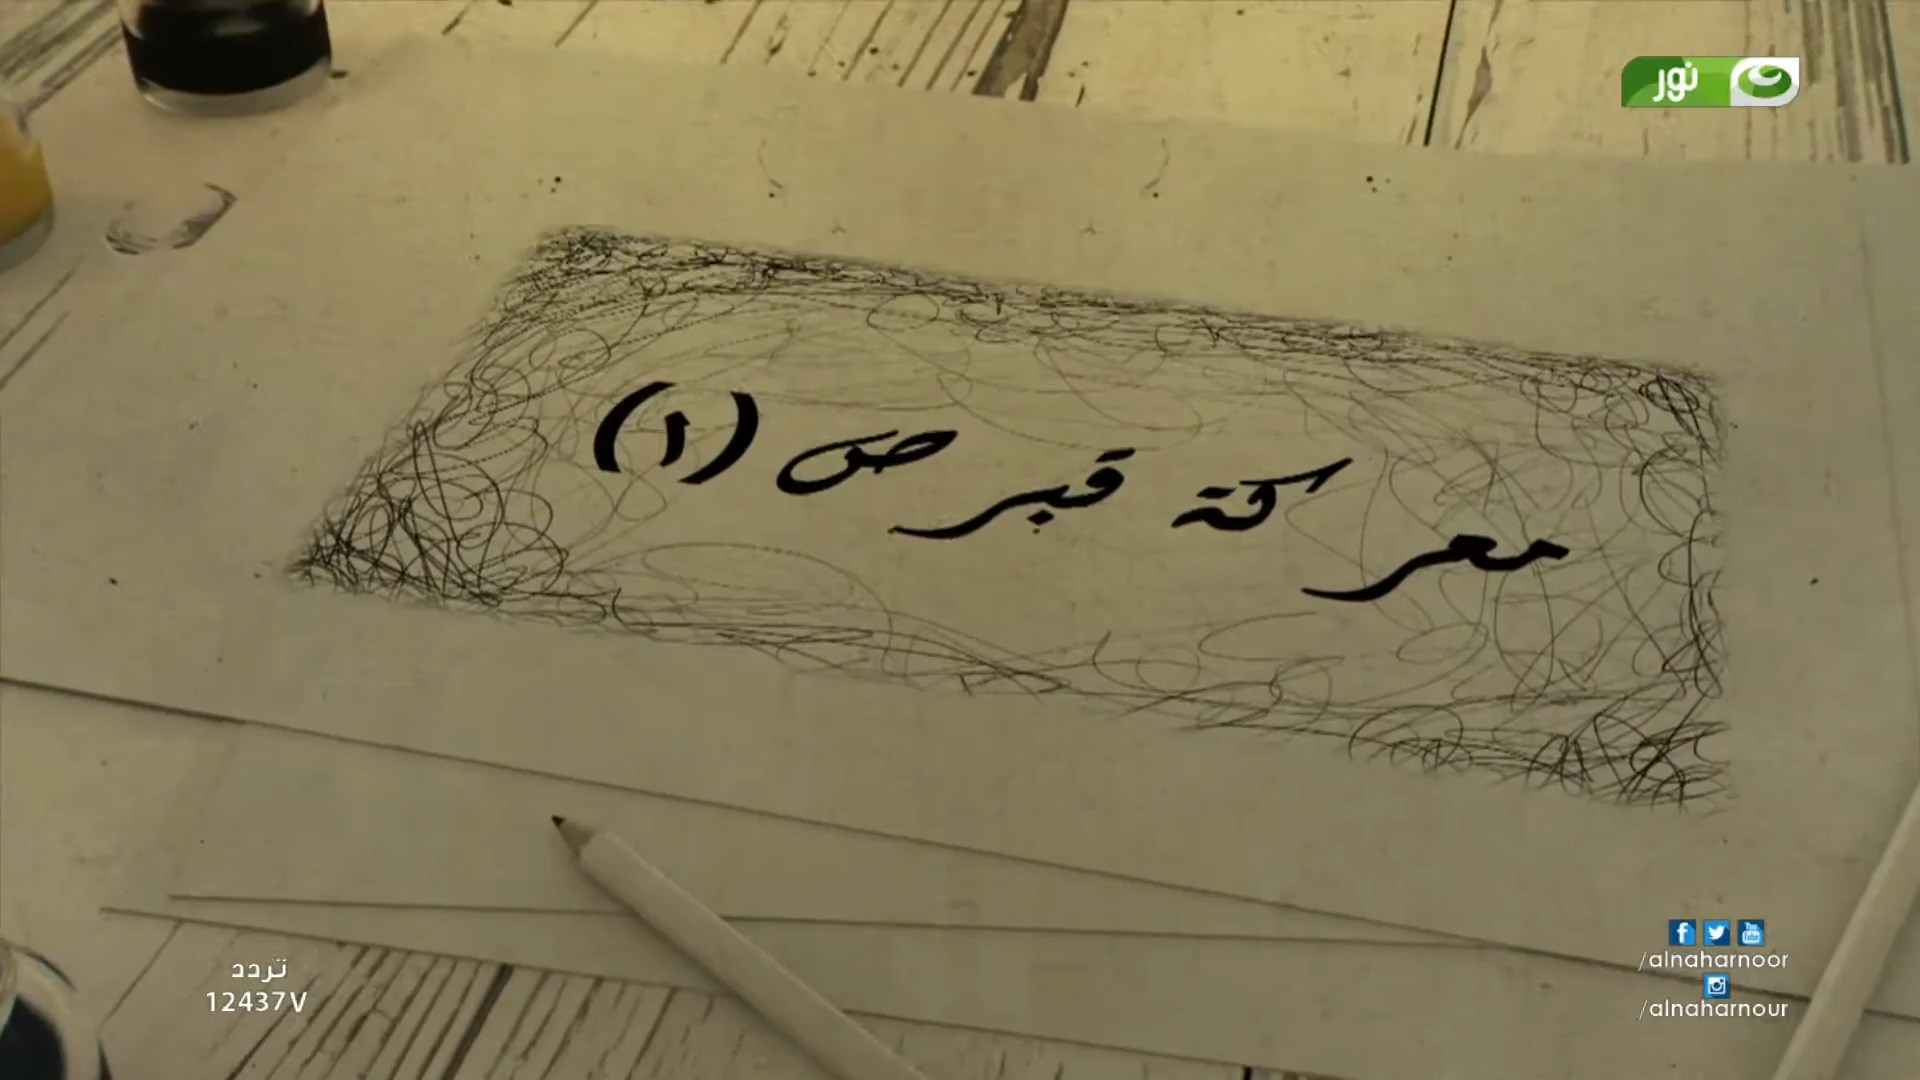 نور
معركة قبرص (١)
تردد
12437V
/alnaharnoor
/alnaharnour